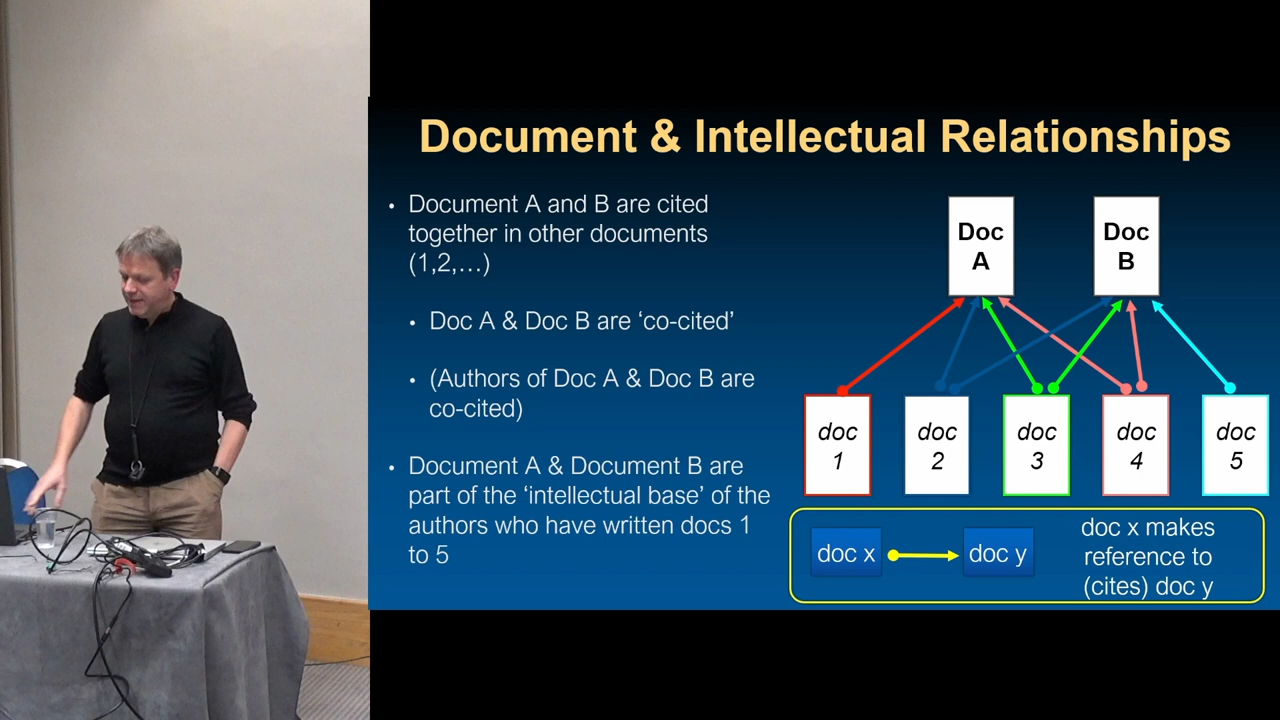 Document & Intellectual Relationships
• Document A and B are cited
together in other documents
(1,2,…)
• Doc A & Doc B are ‘co-cited’
• (Authors of Doc A & Doc B are
co-cited)
• Document A & Document B are
part of the ‘intellectual base’ of the
authors who have written docs 1
to 5
Doc
A
Doc
B
doc
1
doc
2
doc
3
doc
4
doc
5
doc x
doc y
doc x makes
reference to
(cites) doc y